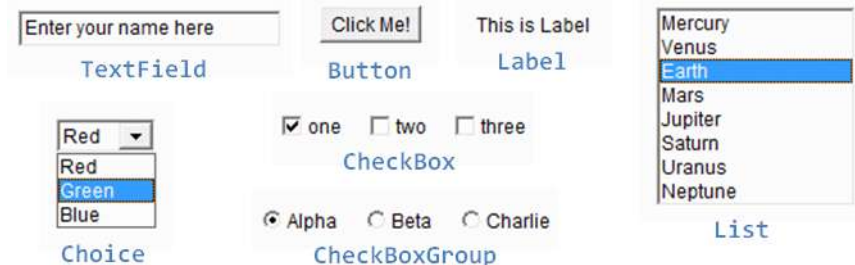 Enter your name here
TextField
Click Me!
Button
This is Label
Label
Mercury
Venus
Earth
Mars
Jupiter
Saturn
Uranus
Neptune
List
Red
Red
Green
Blue
Choice
one two three
CheckBox
Alpha Beta Charlie
CheckBoxGroup